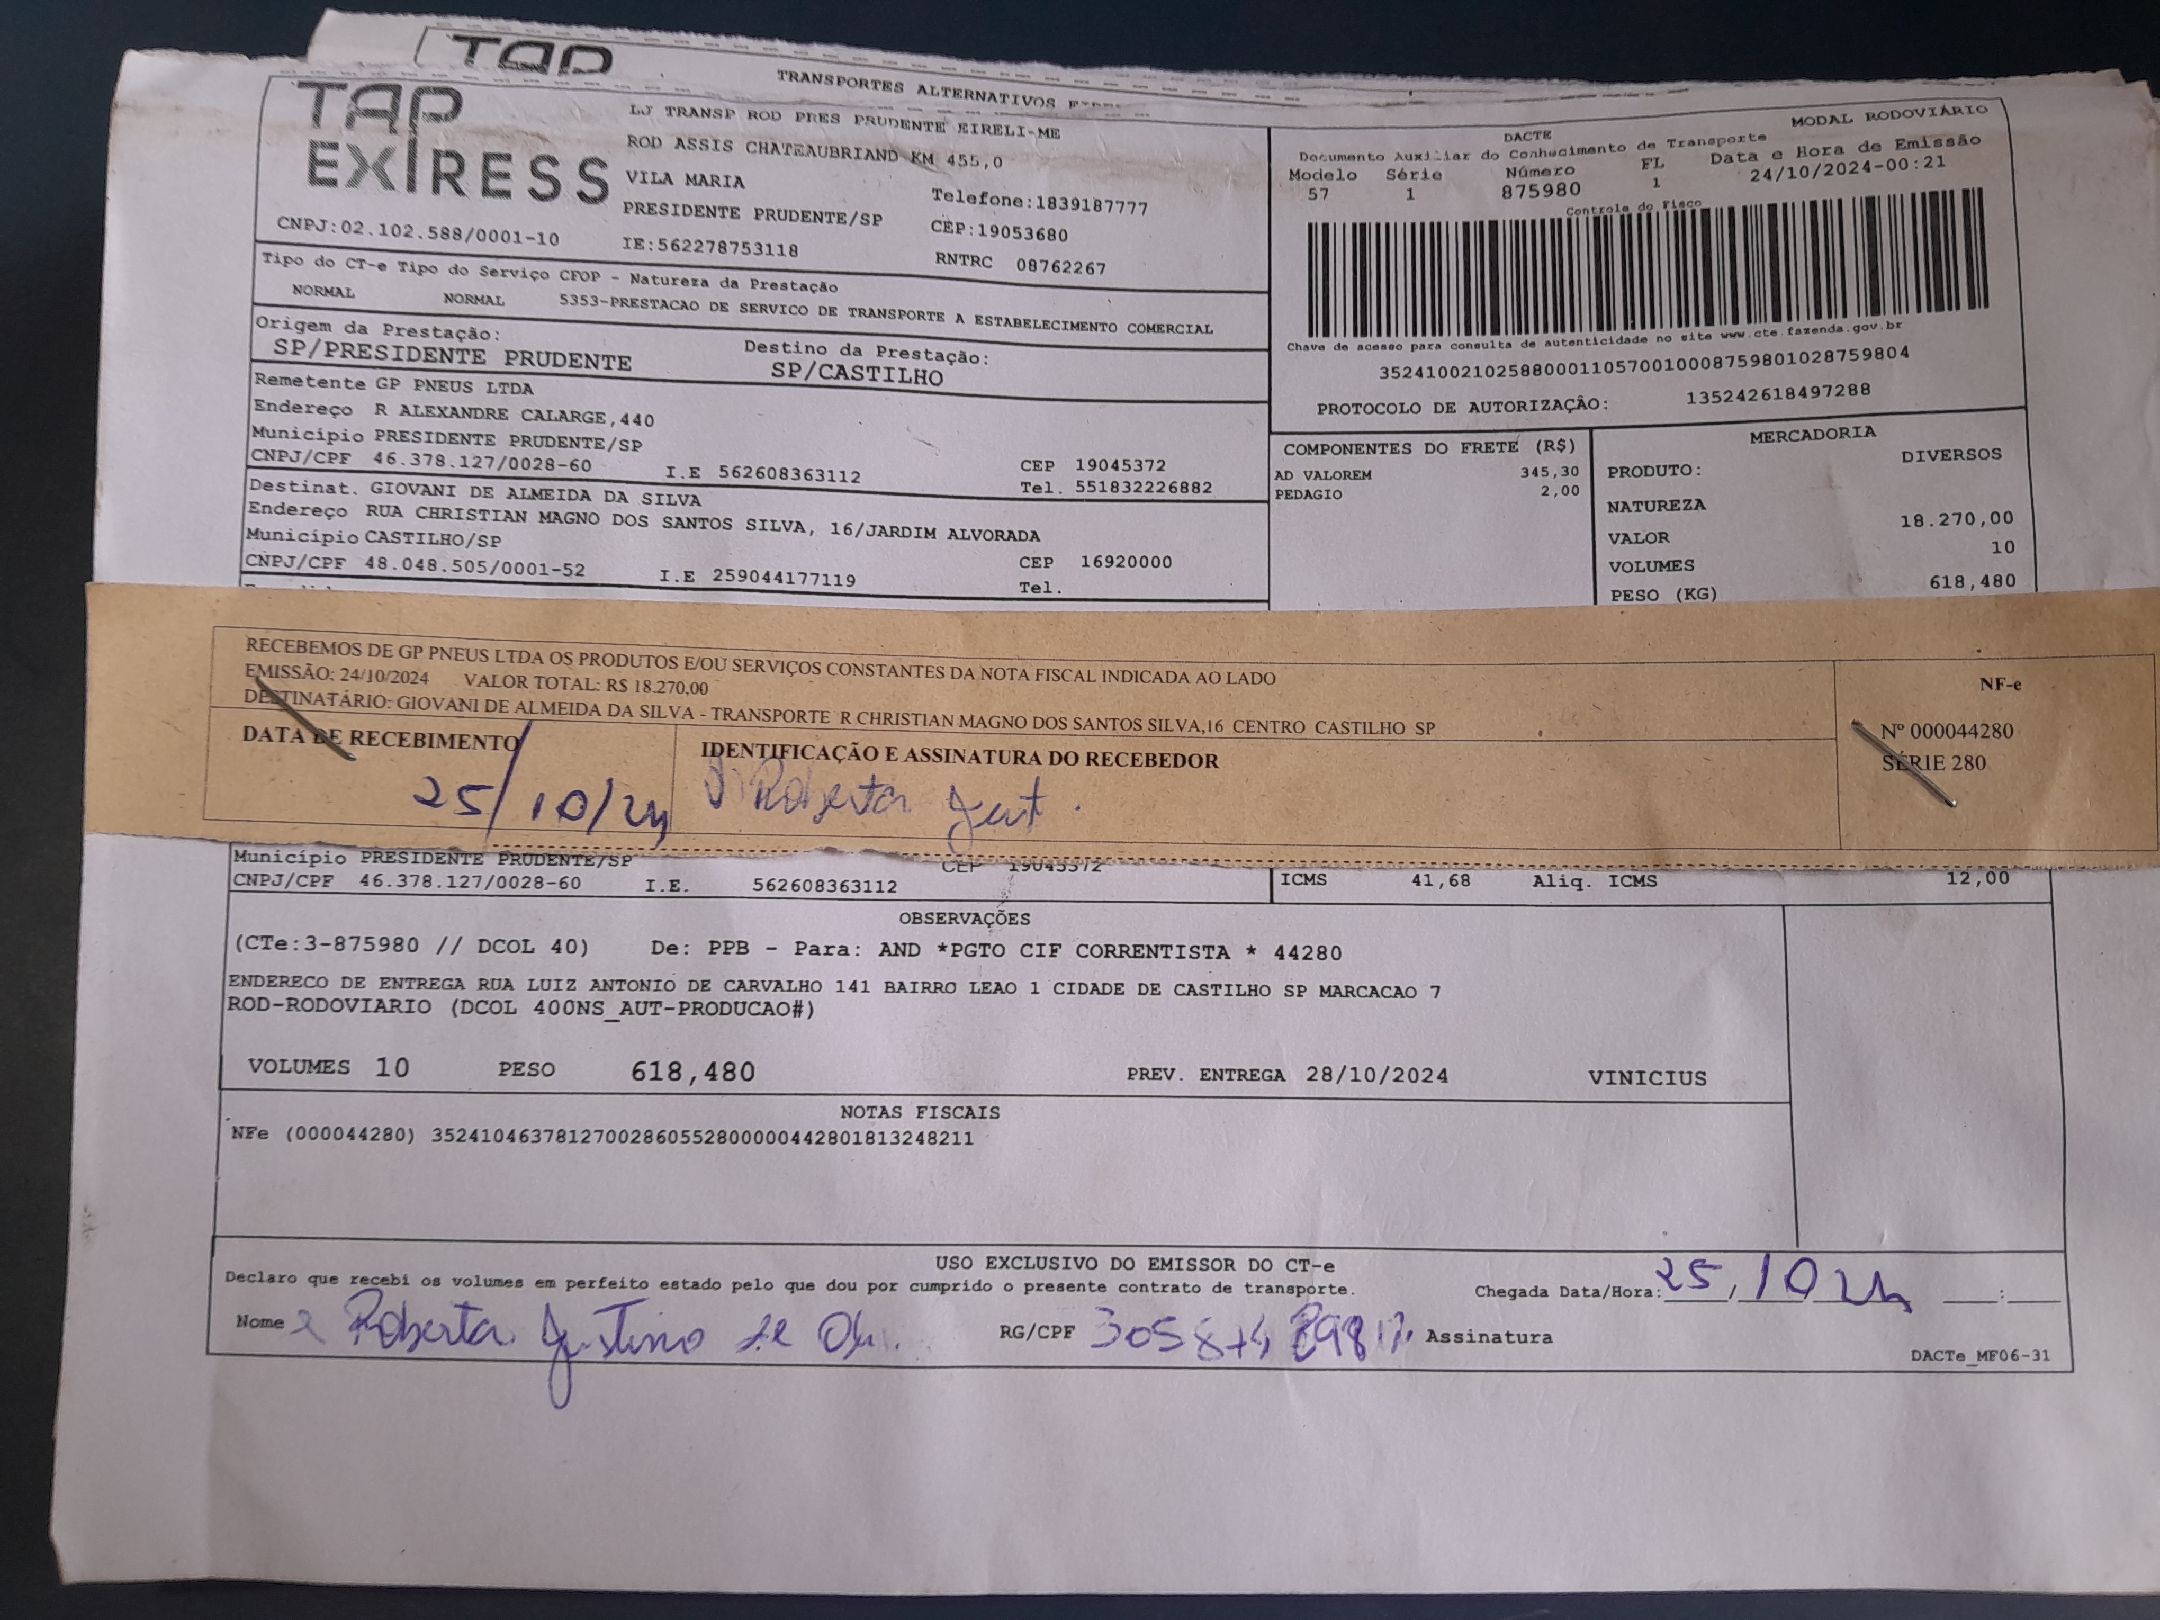 TAP
TRANSPORTES ALTERNATIVOS
TAP
EXPRESS
CNPJ:02.102.588/0001-10
LJ TRANSP ROD PRES PRUDENTE EIRELI-ME
ROD ASSIS CHATEAUBRIAND KM 455,0
VILA MARIA
PRESIDENTE PRUDENTE/SP
IE:562278753118
Telefone:1839187777
CEP:19053680
RNTRC 08762267
DACTE
MODAL RODOVIÁRIO
Documento Auxiliar do Conhecimento de Transporte
Modelo Série Número FL Data e Hora de Emissão
57 1 875980 1 24/10/2024-00:21
Controle do Fisco
Chave de acesso para consulta de autenticidade no site www.cte.fazenda.gov.br
35241002102588000110570010008759801028759804
PROTOCOLO DE AUTORIZAÇÃO: 135242618497288
Tipo do CT-e Tipo do Serviço CFOP - Natureza da Prestação
NORMAL NORMAL 5353-PRESTACAO DE SERVICO DE TRANSPORTE A ESTABELECIMENTO COMERCIAL
Origem da Prestação: Destino da Prestação:
SP/PRESIDENTE PRUDENTE SP/CASTILHO
Remetente GP PNEUS LTDA
Endereço R ALEXANDRE CALARGE,440
Município PRESIDENTE PRUDENTE/SP CEP 19045372
CNPJ/CPF 46.378.127/0028-60 I.E 562608363112 Tel. 551832226882
Destinat. GIOVANI DE ALMEIDA DA SILVA
Endereço RUA CHRISTIAN MAGNO DOS SANTOS SILVA, 16/JARDIM ALVORADA
Município CASTILHO/SP CEP 16920000
CNPJ/CPF 48.048.505/0001-52 I.E 259044177119 Tel.
COMPONENTES DO FRETE (R$)
AD VALOREM 345,30
PEDAGIO 2,00
MERCADORIA
PRODUTO: DIVERSOS
NATUREZA
VALOR 18.270,00
VOLUMES 10
PESO (KG) 618,480
RECEBEMOS DE GP PNEUS LTDA OS PRODUTOS E/OU SERVIÇOS CONSTANTES DA NOTA FISCAL INDICADA AO LADO
EMISSÃO: 24/10/2024 VALOR TOTAL: R$ 18.270,00
DESTINATÁRIO: GIOVANI DE ALMEIDA DA SILVA - TRANSPORTE R CHRISTIAN MAGNO DOS SANTOS SILVA,16 CENTRO CASTILHO SP
DATA DE RECEBIMENTO
25/10/24
IDENTIFICAÇÃO E ASSINATURA DO RECEBEDOR
Roberta Just.
NF-e
Nº 000044280
SÉRIE 280
Município PRESIDENTE PRUDENTE/SP CEP 19045372
CNPJ/CPF 46.378.127/0028-60 I.E. 562608363112
ICMS 41,68 Aliq. ICMS 12,00
OBSERVAÇÕES
(CTe:3-875980 // DCOL 40) De: PPB - Para: AND *PGTO CIF CORRENTISTA * 44280
ENDERECO DE ENTREGA RUA LUIZ ANTONIO DE CARVALHO 141 BAIRRO LEAO 1 CIDADE DE CASTILHO SP MARCACAO 7
ROD-RODOVIARIO (DCOL 400NS_AUT-PRODUCAO#)
VOLUMES 10 PESO 618,480 PREV. ENTREGA 28/10/2024 VINICIUS
NOTAS FISCAIS
NFe (000044280) 35241046378127002860552800000442801813248211
USO EXCLUSIVO DO EMISSOR DO CT-e
Declaro que recebi os volumes em perfeito estado pelo que dou por cumprido o presente contrato de transporte.
Chegada Data/Hora: 25/10 24 ___:___
Nome Roberta Justino de RG/CPF Assinatura
DACTe_MF06-31